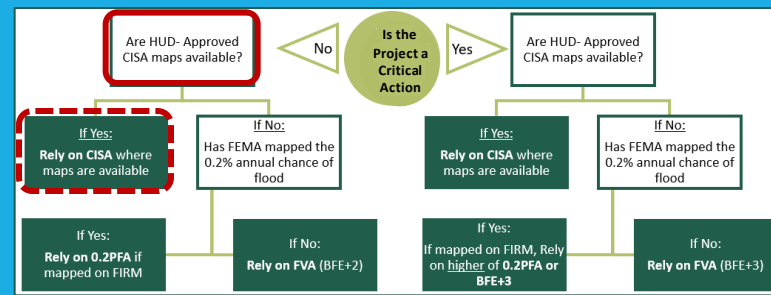 Are HUD- Approved
CISA maps available?
No
Is the
Project a
Critical
Action
Yes
Are HUD- Approved
CISA maps available?
If Yes:
Rely on CISA where
maps are available
If No:
Has FEMA mapped the
0.2% annual chance of
flood
If Yes:
Rely on CISA where
maps are available
If No:
Has FEMA mapped the
0.2% annual chance of
flood
If Yes:
Rely on 0.2PFA if
mapped on FIRM
If No:
Rely on FVA (BFE+2)
If Yes:
If mapped on FIRM, Rely
on higher of 0.2PFA or
BFE+3
If No:
Rely on FVA (BFE+3)